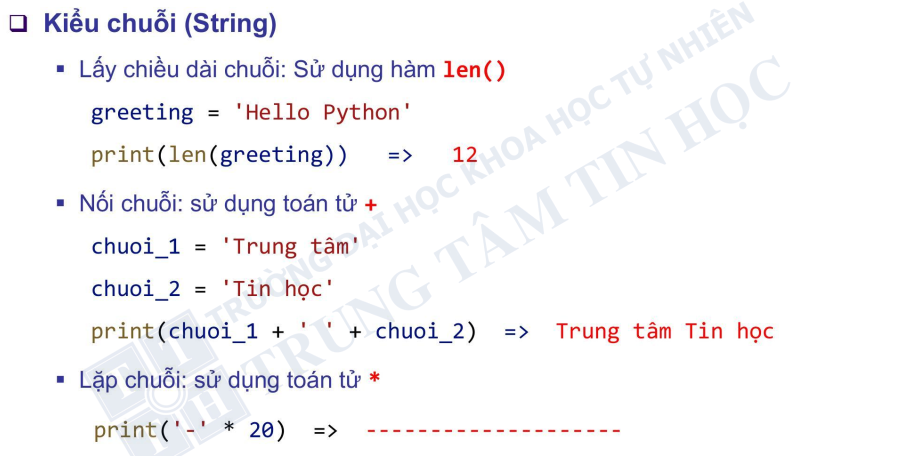 ❑ Kiểu chuỗi (String)
▪ Lấy chiều dài chuỗi: Sử dụng hàm len()
greeting = 'Hello Python'
print(len(greeting)) => 12
▪ Nối chuỗi: sử dụng toán tử +
chuoi_1 = 'Trung tâm'
chuoi_2 = 'Tin học'
print(chuoi_1 + ' ' + chuoi_2) => Trung tâm Tin học
▪ Lặp chuỗi: sử dụng toán tử *
print('-' * 20) => --------------------
TRƯỜNG ĐẠI HỌC KHOA HỌC TỰ NHIÊN
TRUNG TÂM TIN HỌC